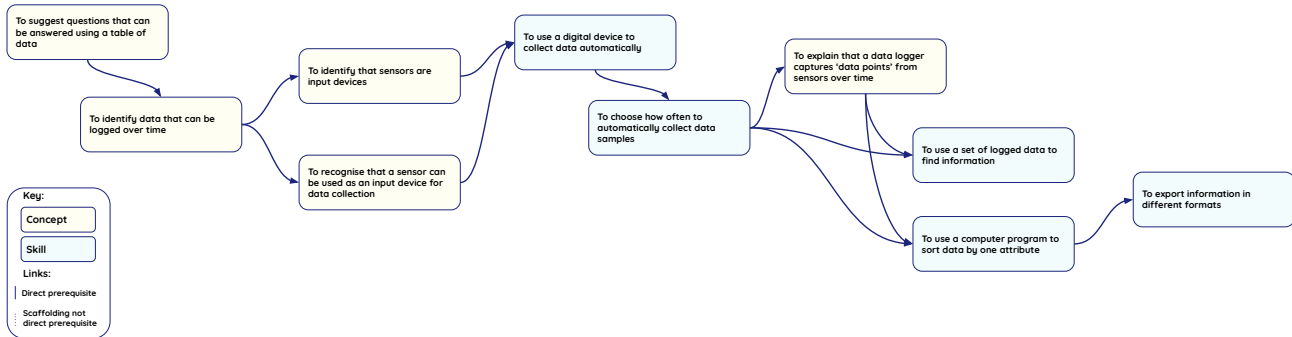 To suggest questions that can
be answered using a table of
data
To identify data that can be
logged over time
To identify that sensors are
input devices
To recognise that a sensor can
be used as an input device for
data collection
To use a digital device to
collect data automatically
To choose how often to
automatically collect data
samples
To explain that a data logger
captures ‘data points’ from
sensors over time
To use a set of logged data to
find information
To use a computer program to
sort data by one attribute
To export information in
different formats
Key:
Concept
Skill
Links:
Direct prerequisite
Scaffolding not
direct prerequisite